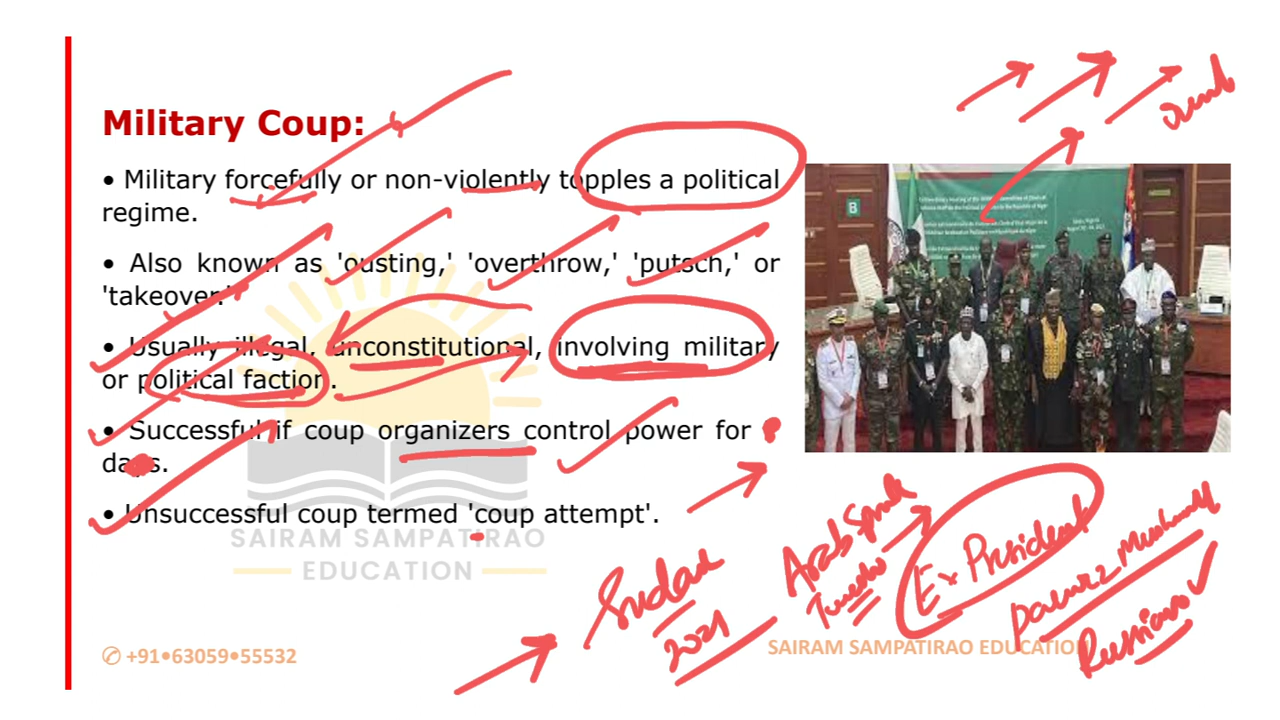 Military Coup:
• Military forcefully or non-violently topples a political
regime.
• Also known as 'ousting,' 'overthrow,' 'putsch,' or
'takeover.'
• Usually illegal, unconstitutional, involving military
or political faction.
• Successful if coup organizers control power for
days.
• Unsuccessful coup termed 'coup attempt'.
SAIRAM SAMPATIRAO
EDUCATION
B
Sudan
2021
Arab
Ex President
Russians
✆ +91•63059•55532
SAIRAM SAMPATIRAO EDUCATION